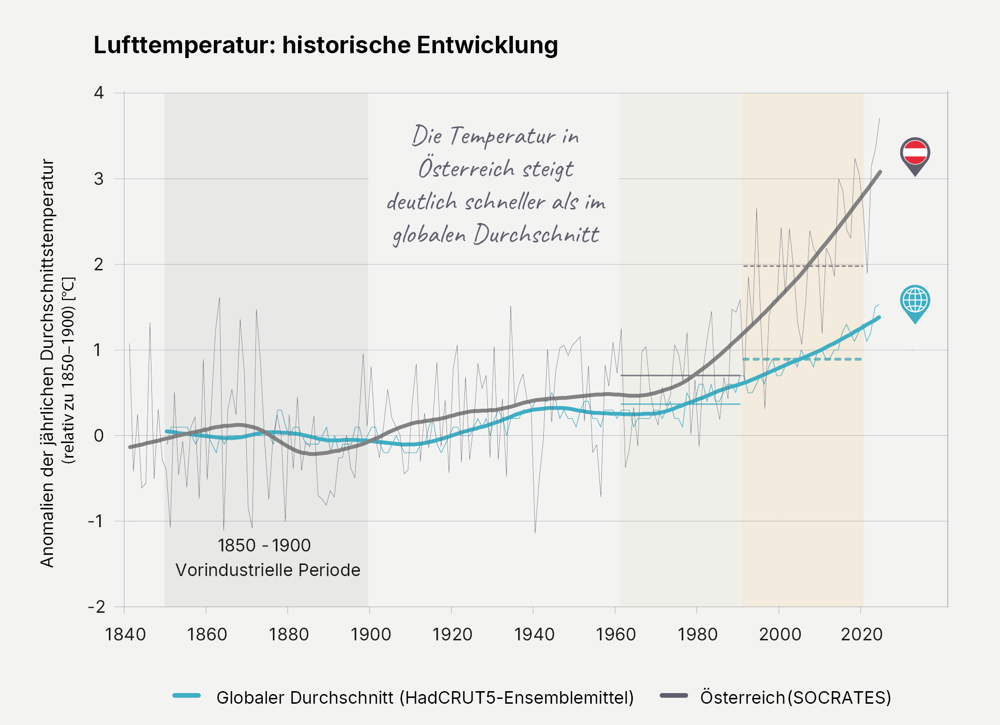 Lufttemperatur: historische Entwicklung
Anomalien der jährlichen Durchschnittstemperatur
(relativ zu 1850–1900) [°C]
4
3
2
1
0
-1
-2
Die Temperatur in
Österreich steigt
deutlich schneller als im
globalen Durchschnitt
1850 - 1900
Vorindustrielle Periode
1840 1860 1880 1900 1920 1940 1960 1980 2000 2020
Globaler Durchschnitt (HadCRUT5-Ensemblemittel) Österreich (SOCRATES)